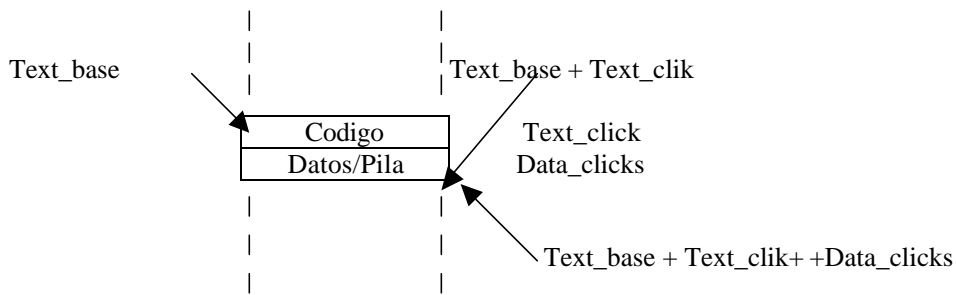 Text_base
Text_base + Text_clik
Codigo
Text_click
Datos/Pila
Data_clicks
Text_base + Text_clik+ +Data_clicks